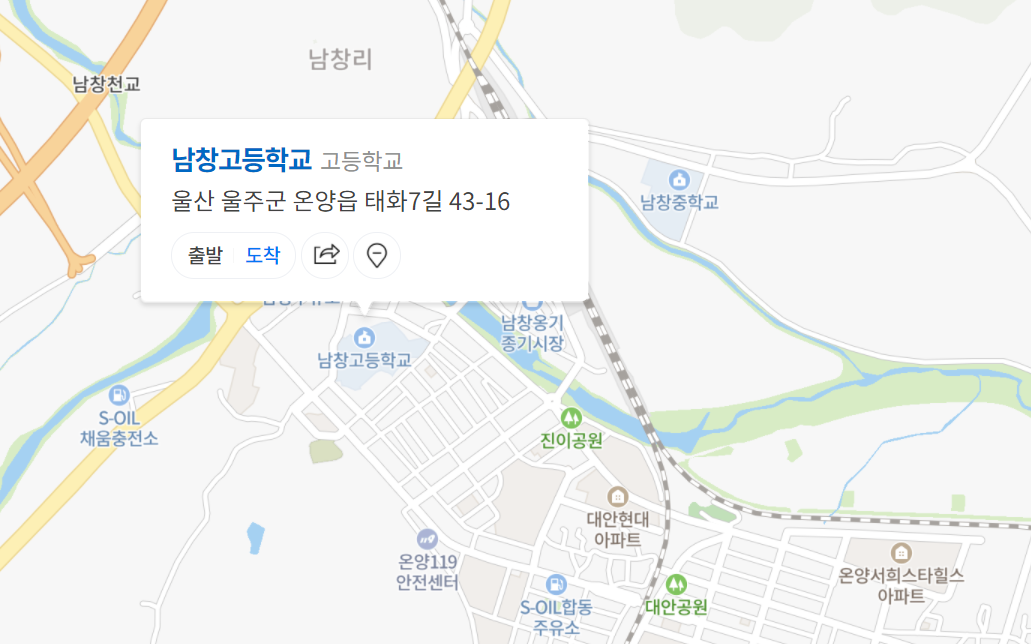 남창리
남창천교
남창고등학교 고등학교
울산 울주군 온양읍 태화7길 43-16
출발 도착
남창중학교
남창옹기
종기시장
남창고등학교
S-OIL
채움충전소
진이공원
대안현대
아파트
온양119
안전센터
온양서희스타힐스
아파트
S-OIL합동
주유소
대안공원